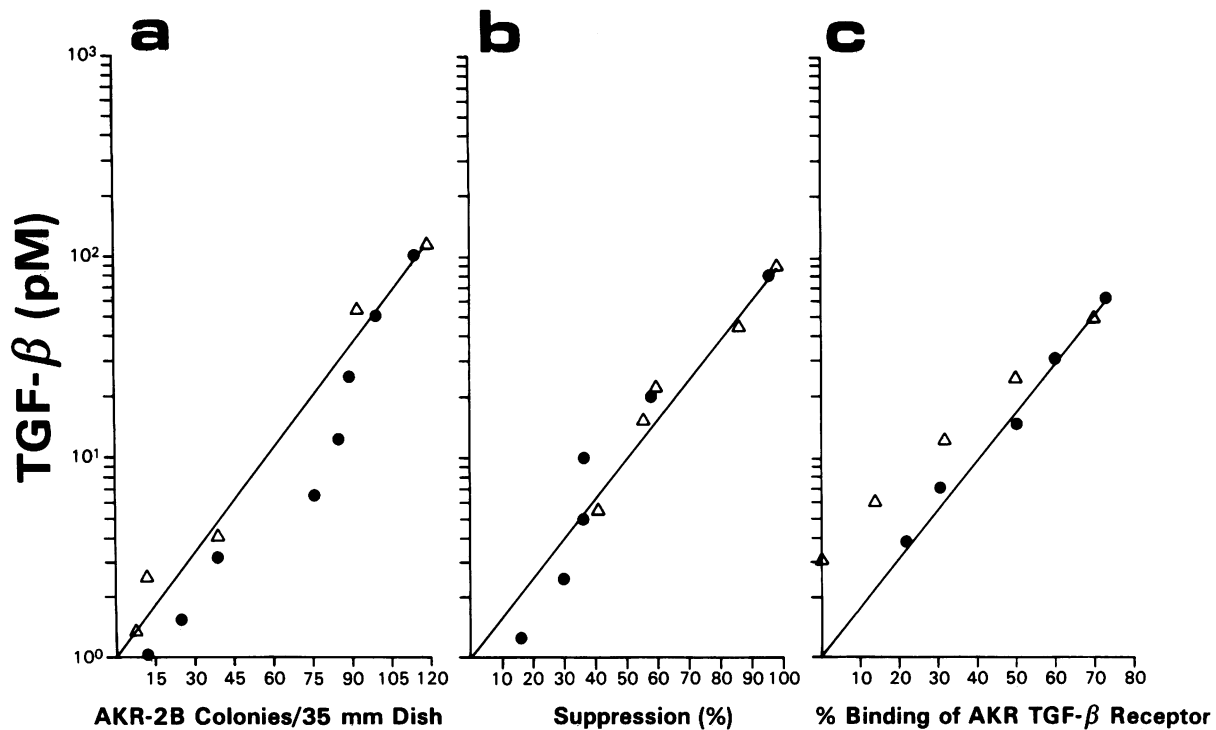 a b c
TGF-β (pM)
10³
10²
10¹
10⁰
15 30 45 60 75 90 105 120
10 20 30 40 50 60 70 80 90 100
10 20 30 40 50 60 70 80
AKR-2B Colonies/35 mm Dish
Suppression (%)
% Binding of AKR TGF-β Receptor